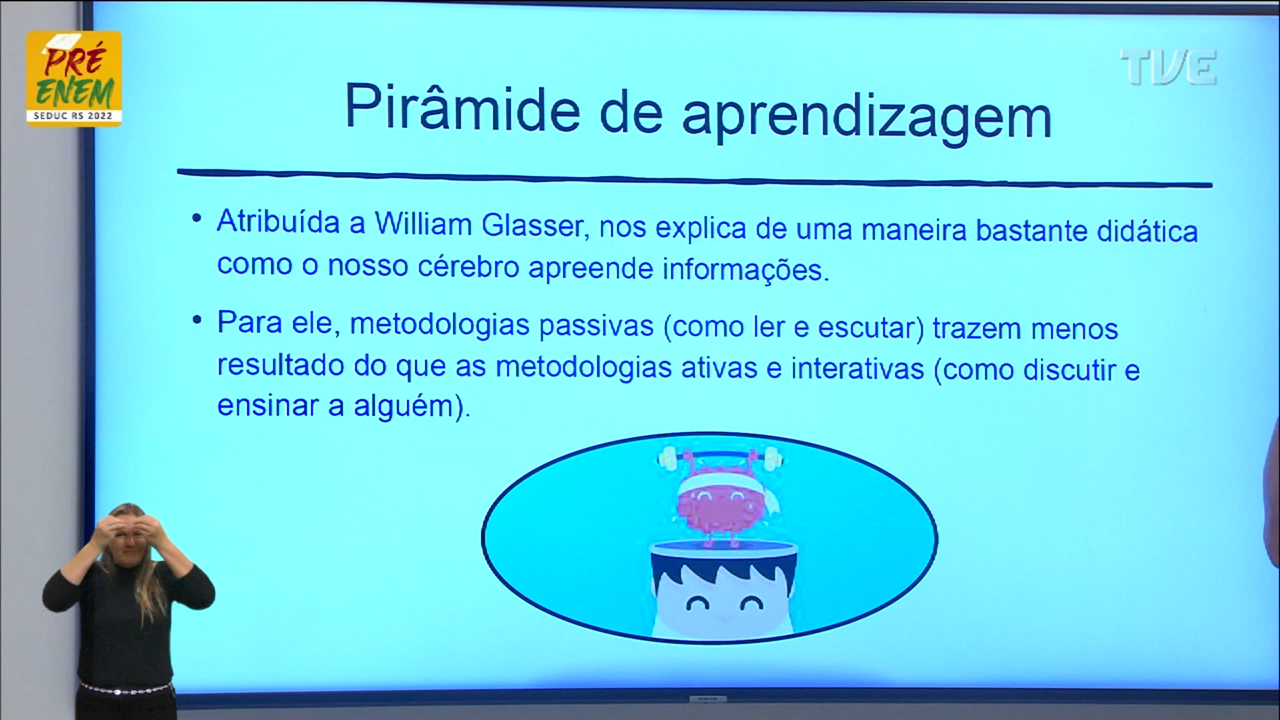 PRÉ
ENEM
SEDUC RS 2022
TVE
Pirâmide de aprendizagem
• Atribuída a William Glasser, nos explica de uma maneira bastante didática
como o nosso cérebro apreende informações.
• Para ele, metodologias passivas (como ler e escutar) trazem menos
resultado do que as metodologias ativas e interativas (como discutir e
ensinar a alguém).